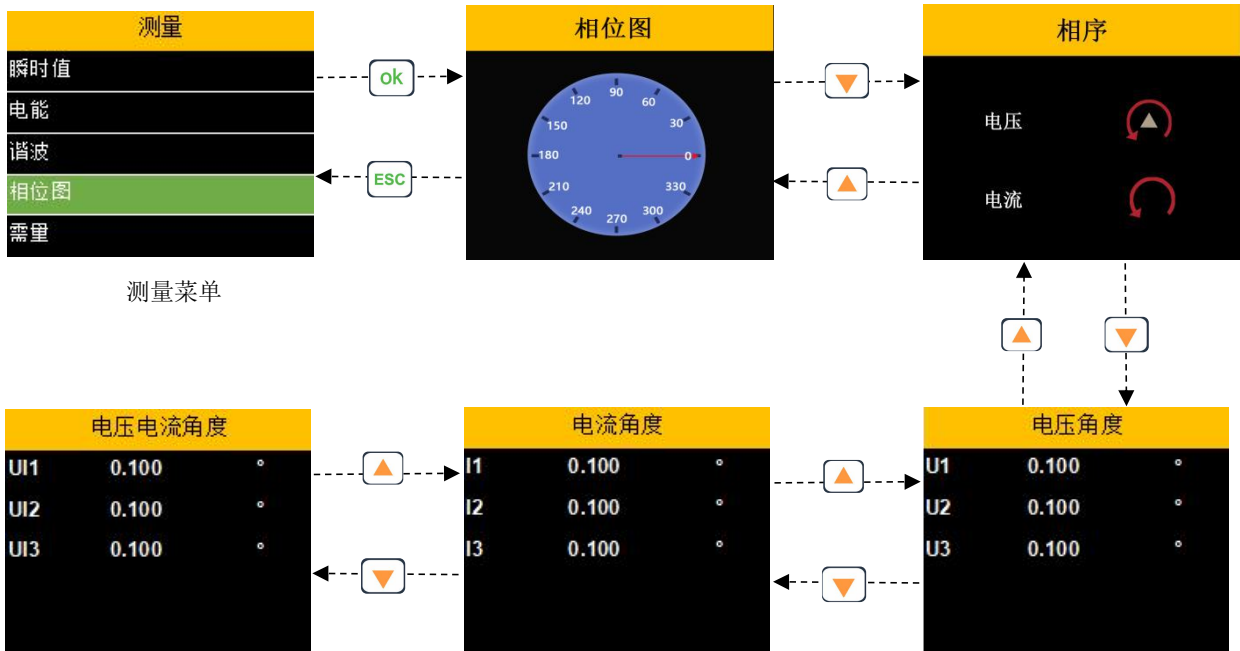 测量
瞬时值
电能
谐波
相位图
需量
测量菜单
ok
ESC
相位图
90
120
60
150
30
180
0
210
330
240
300
270
相序
电压
电流
电压电流角度
UI1 0.100 °
UI2 0.100 °
UI3 0.100 °
电流角度
I1 0.100 °
I2 0.100 °
I3 0.100 °
电压角度
U1 0.100 °
U2 0.100 °
U3 0.100 °